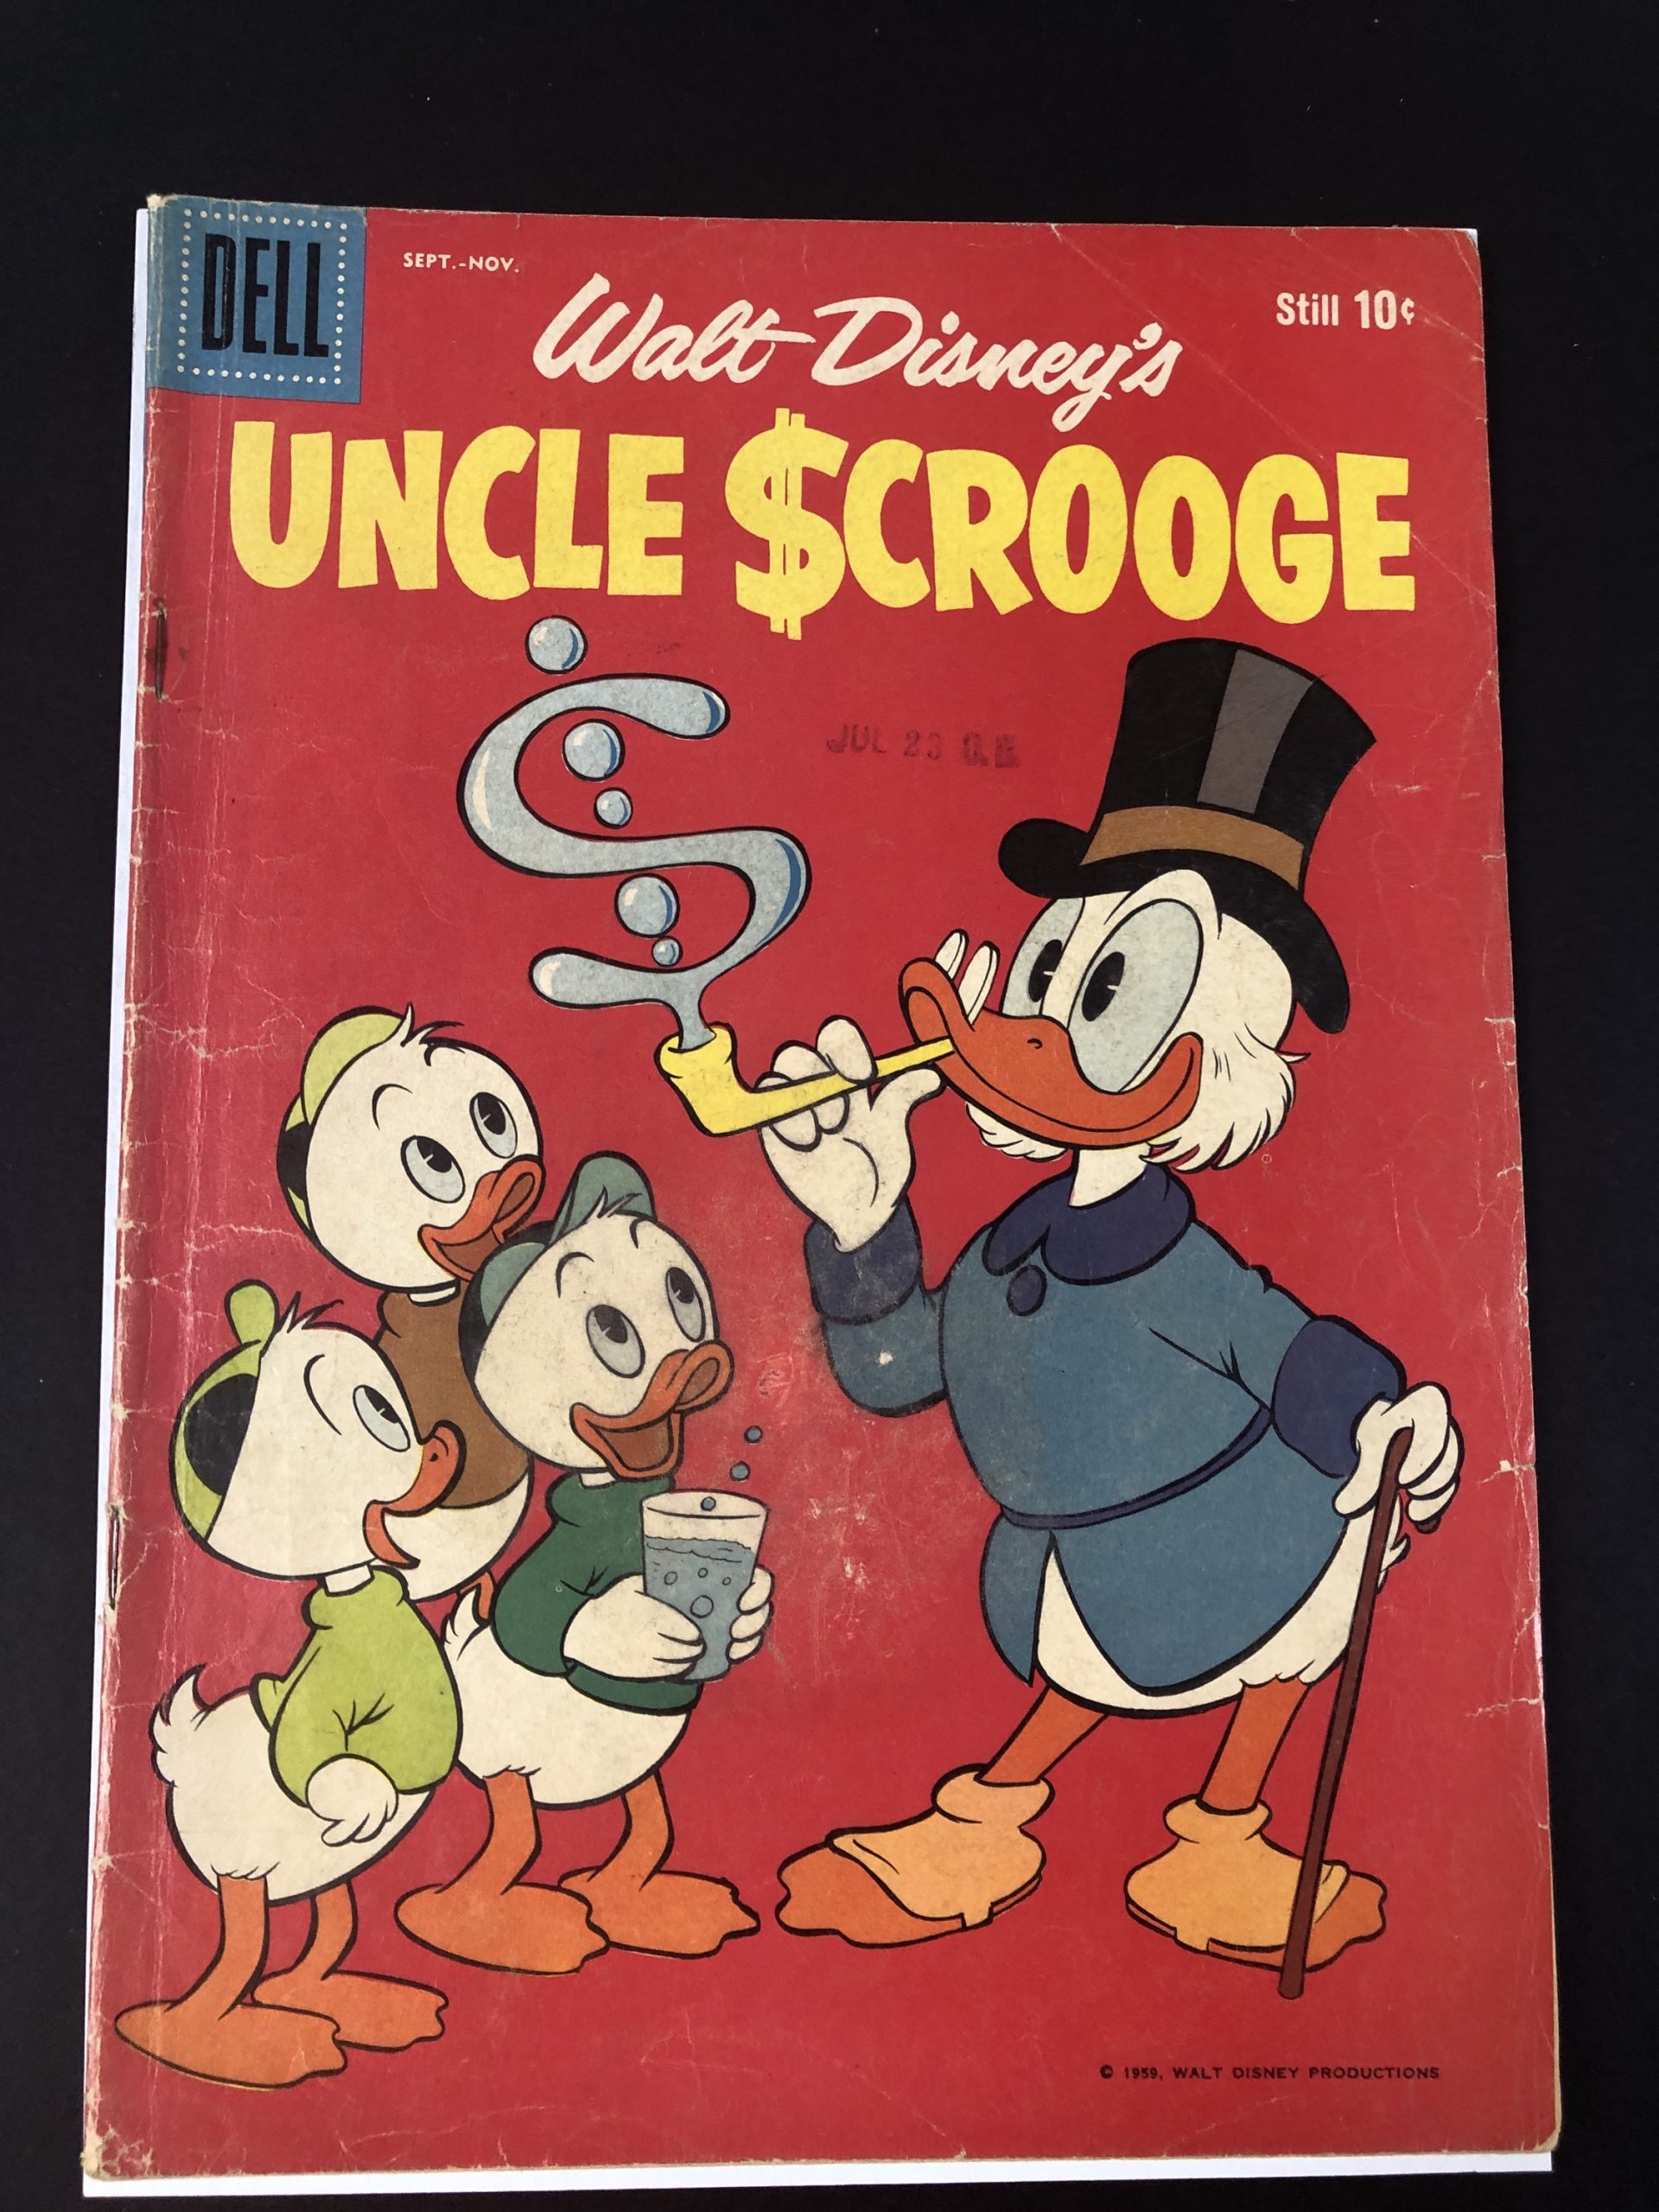 DELL
SEPT.-NOV.
Still 10¢
Walt Disney's
UNCLE $CROOGE
JUL 23
© 1959, WALT DISNEY PRODUCTIONS